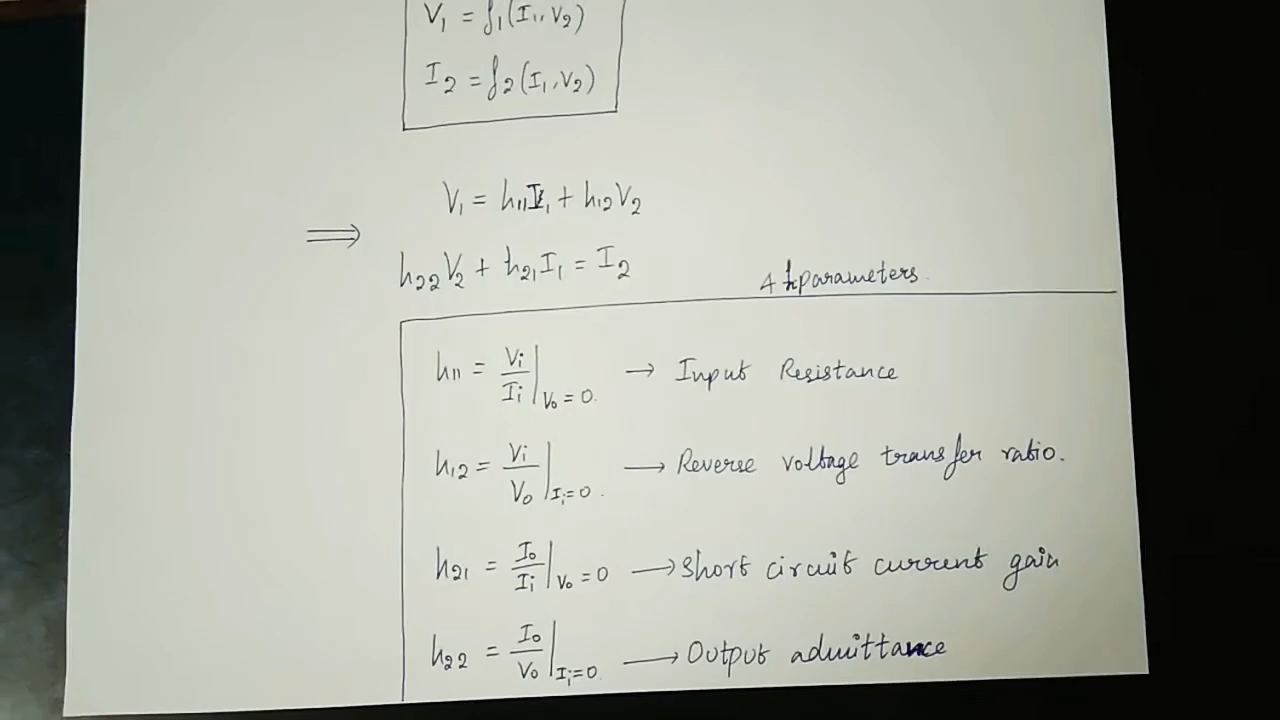 V₁ = f₁(I₁, V₂)
I₂ = f₂(I₁, V₂)
⟹
V₁ = h₁₁I₁ + h₁₂V₂
h₂₂V₂ + h₂₁I₁ = I₂
4 h parameters.
h₁₁ = Vi/Ii |V₀ = 0. → Input Resistance
h₁₂ = Vi/V₀ |Ii = 0. → Reverse voltage transfer ratio.
h₂₁ = I₀/Ii |V₀ = 0 → short circuit current gain
h₂₂ = I₀/V₀ |Ii = 0. → Output admittance